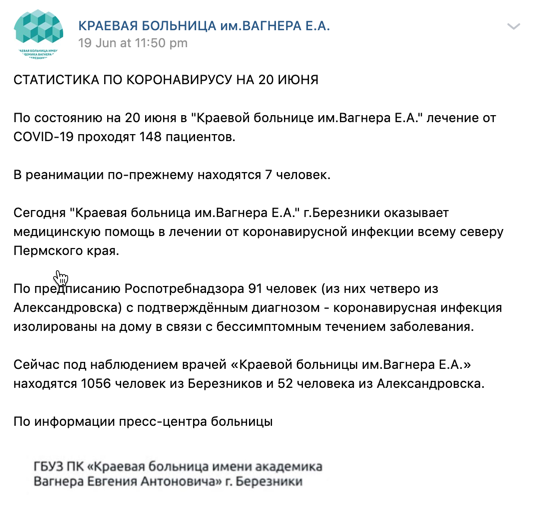 КРАЕВАЯ БОЛЬНИЦА им.ВАГНЕРА Е.А.
19 Jun at 11:50 pm
СТАТИСТИКА ПО КОРОНАВИРУСУ НА 20 ИЮНЯ
По состоянию на 20 июня в "Краевой больнице им.Вагнера Е.А." лечение от
COVID-19 проходят 148 пациентов.
В реанимации по-прежнему находятся 7 человек.
Сегодня "Краевая больница им.Вагнера Е.А." г.Березники оказывает
медицинскую помощь в лечении от коронавирусной инфекции всему северу
Пермского края.
По предписанию Роспотребнадзора 91 человек (из них четверо из
Александровска) с подтверждённым диагнозом - коронавирусная инфекция
изолированы на дому в связи с бессимптомным течением заболевания.
Сейчас под наблюдением врачей «Краевой больницы им.Вагнера Е.А.»
находятся 1056 человек из Березников и 52 человека из Александровска.
По информации пресс-центра больницы
ГБУЗ ПК «Краевая больница имени академика
Вагнера Евгения Антоновича» г. Березники